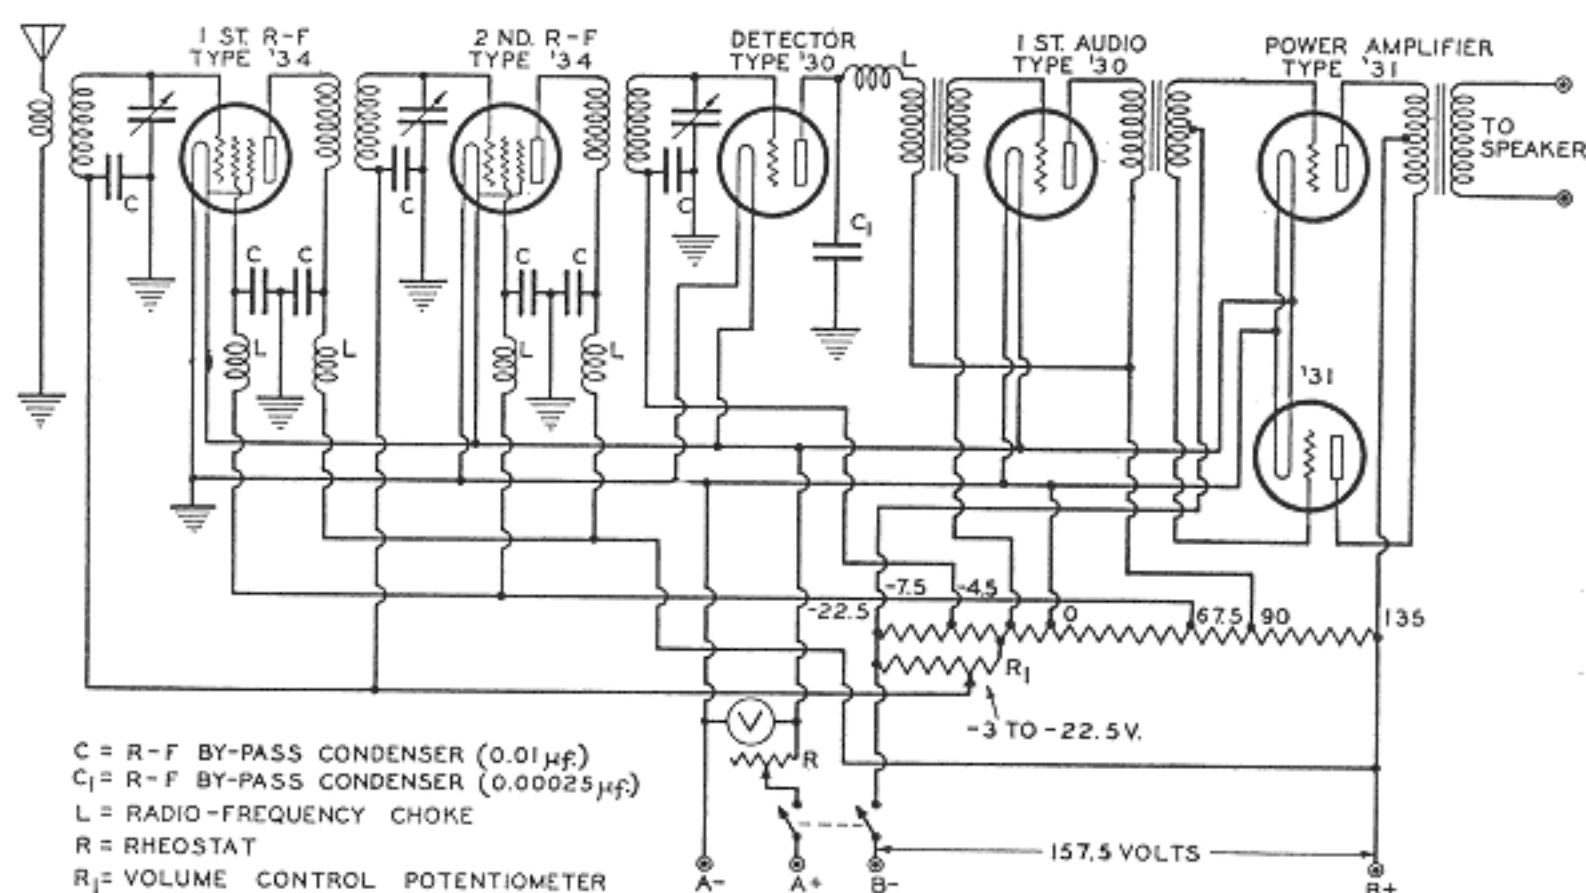 1 ST. R-F
TYPE '34
2 ND. R-F
TYPE '34
DETECTOR
TYPE '30
L
1 ST. AUDIO
TYPE '30
POWER AMPLIFIER
TYPE '31
TO
SPEAKER
C
C
C
C₁
C C
C C
L L
L L
'31
-7.5
-4.5
-22.5
0
67.5
90
135
R₁
-3 TO -22.5 V.
V
R
C = R-F BY-PASS CONDENSER (0.01 µf.)
C₁= R-F BY-PASS CONDENSER (0.00025 µf.)
L = RADIO-FREQUENCY CHOKE
R = RHEOSTAT
R₁= VOLUME CONTROL POTENTIOMETER
157.5 VOLTS
A- A+ B- B+